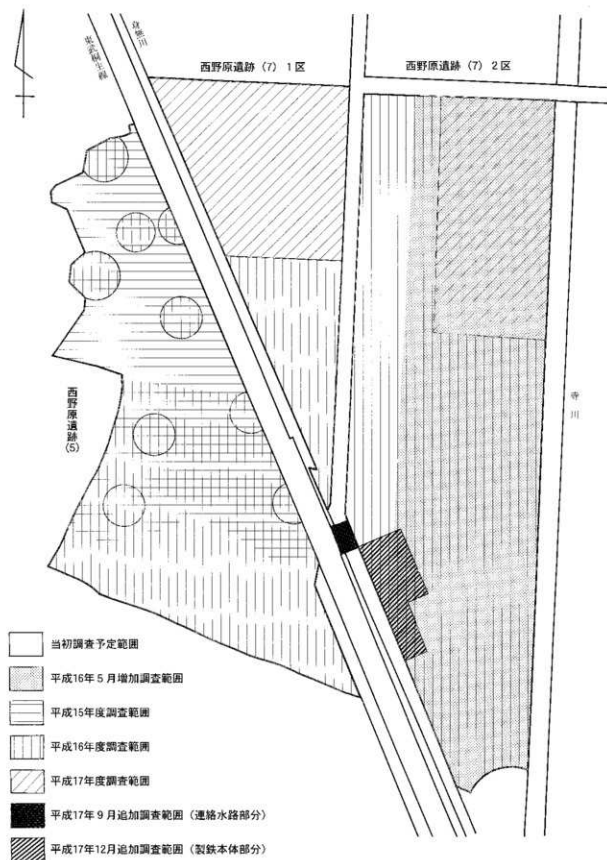 西野原遺跡(7)1区
西野原遺跡(7)2区
東武桐生線
西野原遺跡(5)
寺川
当初調査予定範囲
平成16年5月増加調査範囲
平成15年度調査範囲
平成16年度調査範囲
平成17年度調査範囲
平成17年9月追加調査範囲(連絡水路部分)
平成17年12月追加調査範囲(製鉄本体部分)